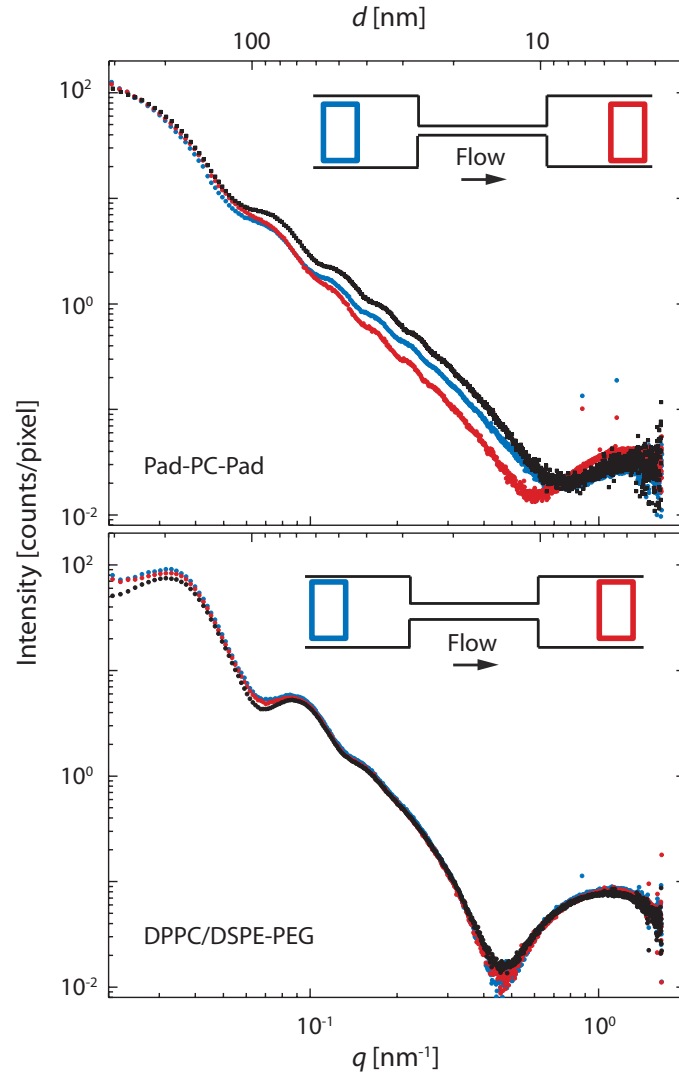 d [nm]
100 10
10² 
Flow
10⁰
Pad-PC-Pad
10⁻²
Intensity [counts/pixel]
10²
Flow
10⁰
DPPC/DSPE-PEG
10⁻²
10⁻¹ 10⁰
q [nm⁻¹]